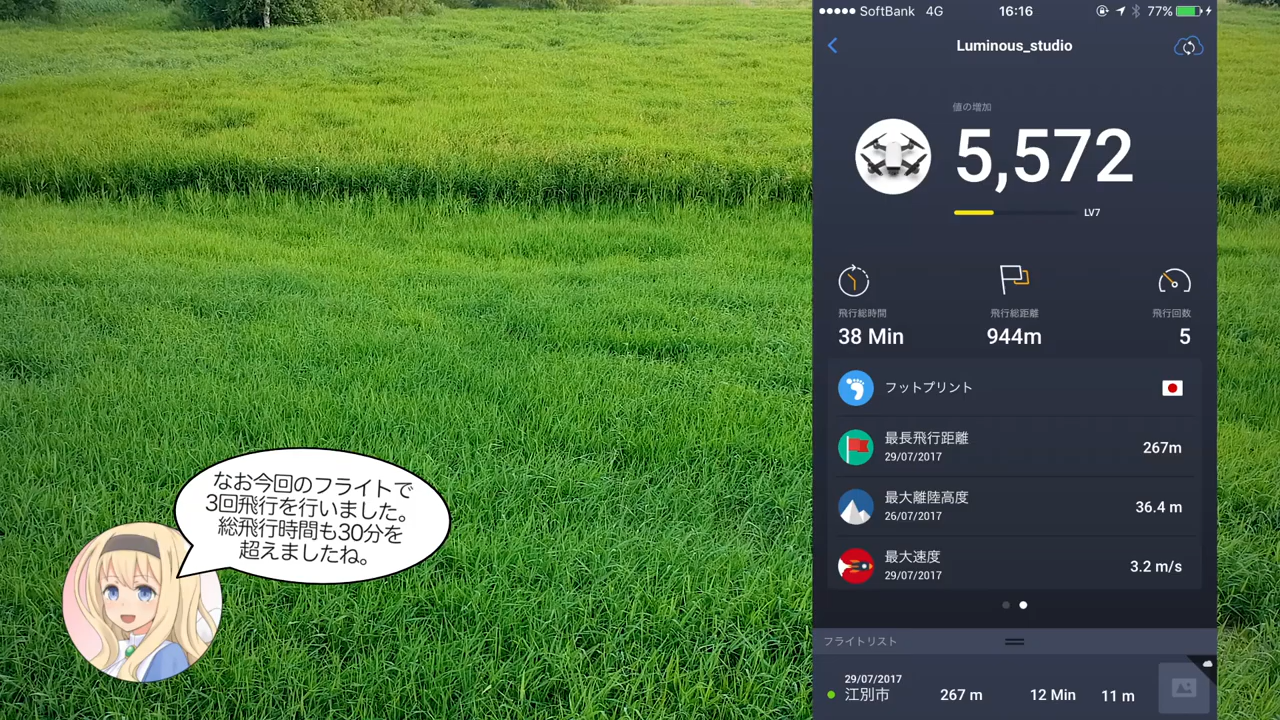 SoftBank 4G 16:16 77%
Luminous_studio
値の増加
5,572
LV7
飛行総時間 飛行総距離 飛行回数
38 Min 944m 5
フットプリント
最長飛行距離
29/07/2017
267m
最大離陸高度
26/07/2017
36.4 m
最大速度
29/07/2017
3.2 m/s
フライトリスト
29/07/2017
江別市 267 m 12 Min 11 m
なお今回のフライトで
3回飛行を行いました。
総飛行時間も30分を
超えましたね。